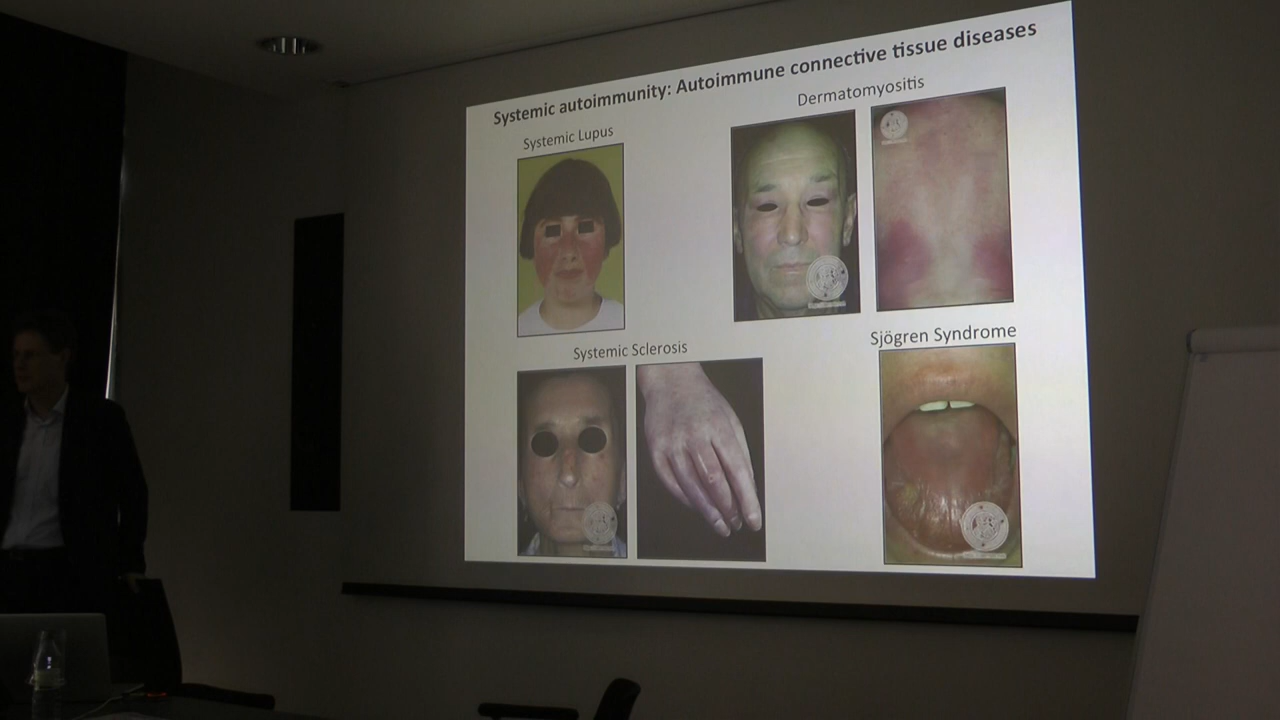 Systemic autoimmunity: Autoimmune connective tissue diseases
Systemic Lupus
Dermatomyositis
Systemic Sclerosis
Sjögren Syndrome